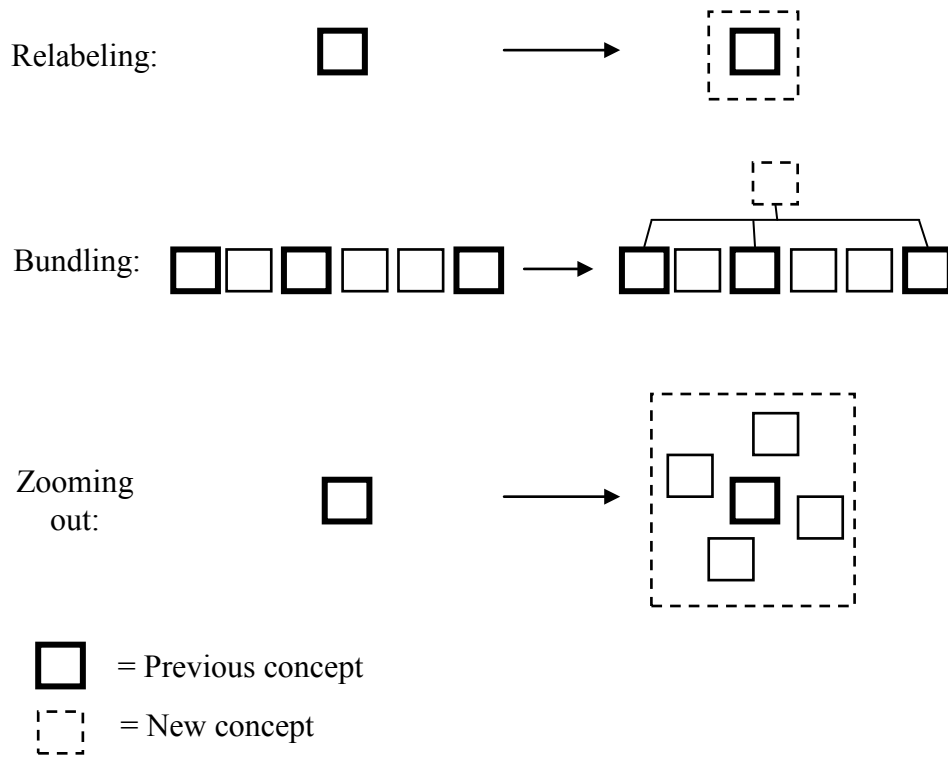 Relabeling:
Bundling:
Zooming
out:
= Previous concept
= New concept